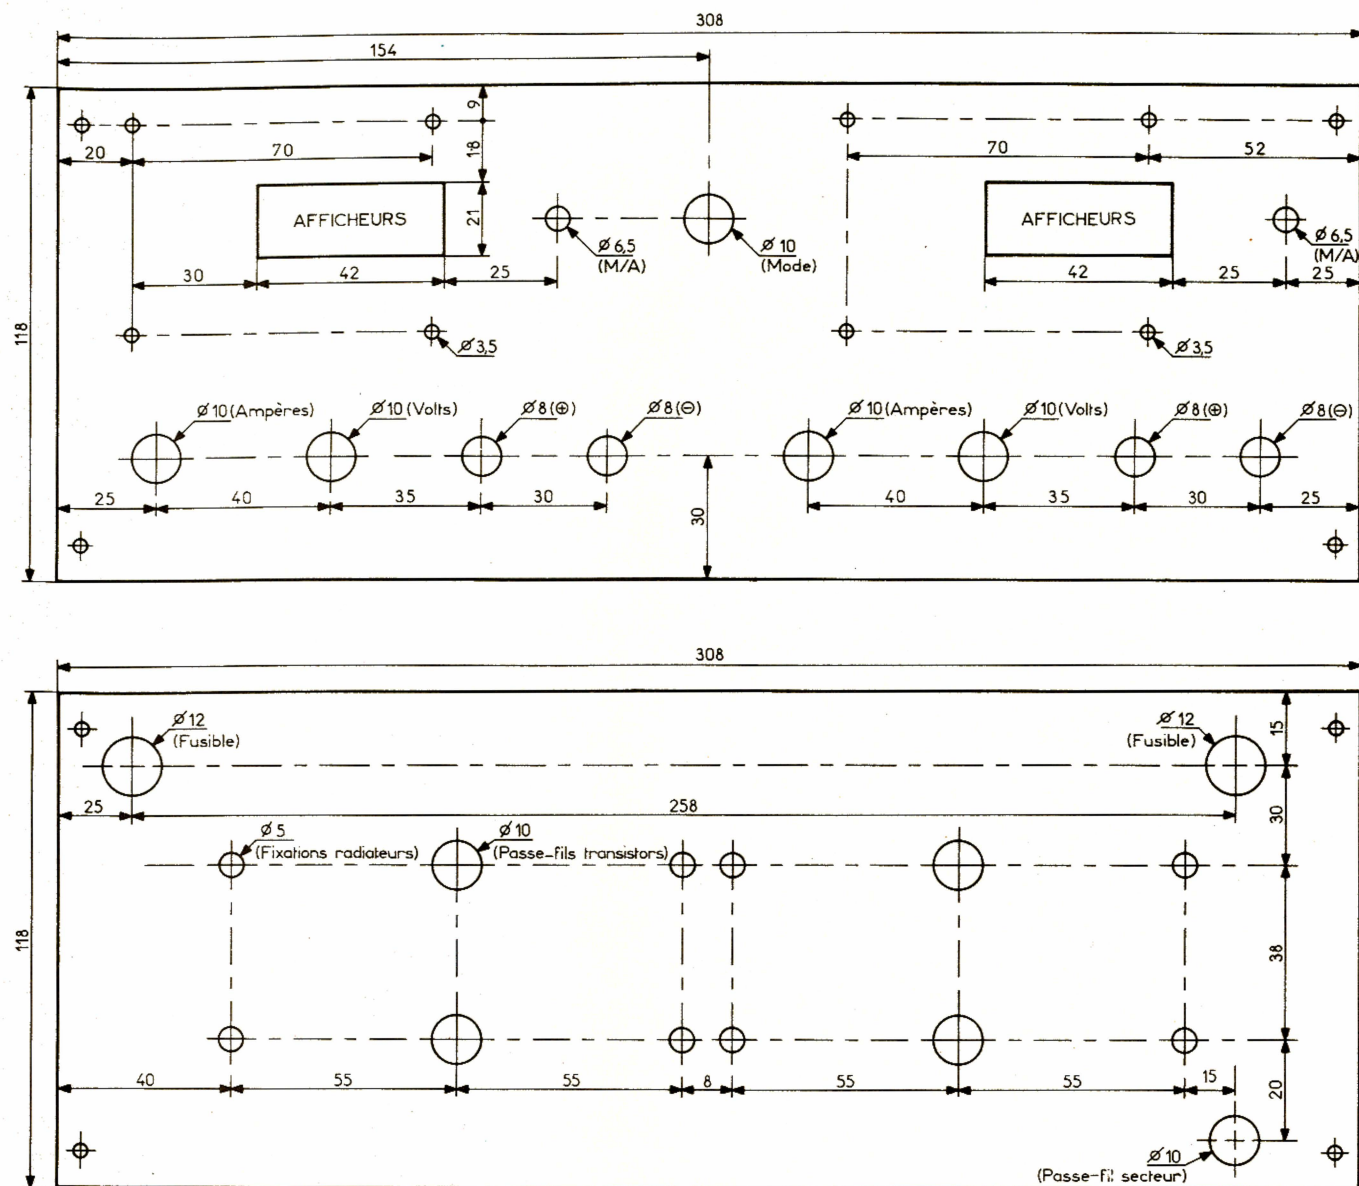 308
154
118
9
18
20
70
70
52
AFFICHEURS
21
AFFICHEURS
Ø 6,5
(M/A)
Ø 10
(Mode)
Ø 6,5
(M/A)
30
42
25
42
25
25
Ø 3,5
Ø 3,5
Ø 10 (Ampères)
Ø 10 (Volts)
Ø 8 (⊕)
Ø 8 (⊖)
Ø 10 (Ampères)
Ø 10 (Volts)
Ø 8 (⊕)
Ø 8 (⊖)
25
40
35
30
30
40
35
30
25
308
118
Ø 12
(Fusible)
Ø 12
(Fusible)
15
25
258
30
Ø 5
(Fixations radiateurs)
Ø 10
(Passe-fils transistors)
38
40
55
55
8
55
55
15
20
Ø 10
(Passe-fil secteur)